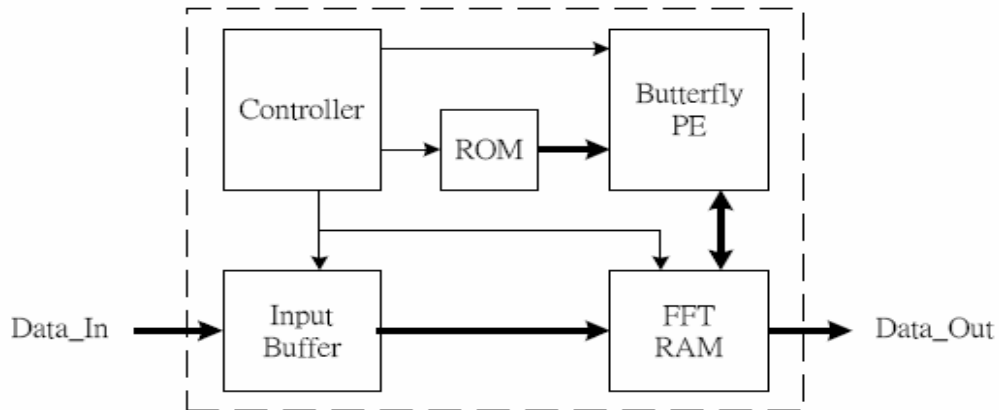 Controller
Butterfly
PE
ROM
Data_In
Input
Buffer
FFT
RAM
Data_Out